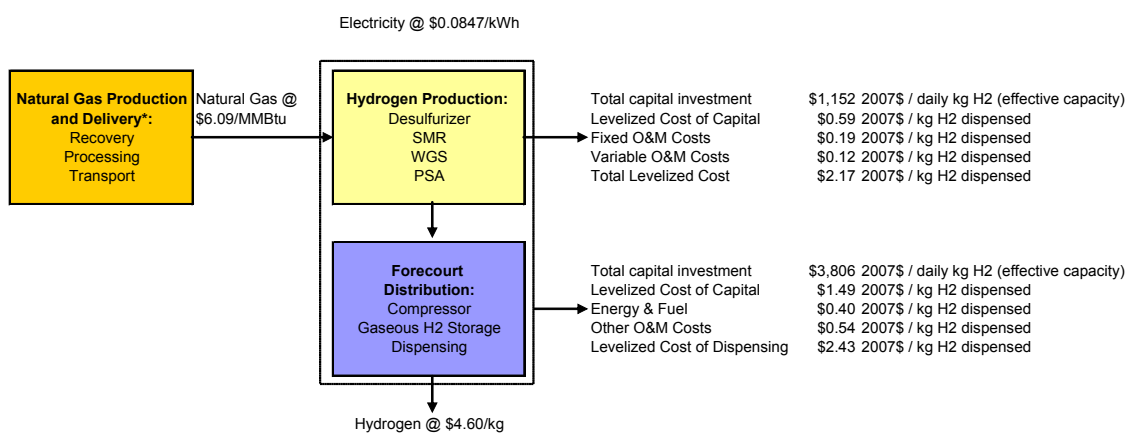 Electricity @ $0.0847/kWh
Natural Gas Production
and Delivery*:
Recovery
Processing
Transport
Natural Gas @
$6.09/MMBtu
Hydrogen Production:
Desulfurizer
SMR
WGS
PSA
Total capital investment $1,152 2007$ / daily kg H2 (effective capacity)
Levelized Cost of Capital $0.59 2007$ / kg H2 dispensed
Fixed O&M Costs $0.19 2007$ / kg H2 dispensed
Variable O&M Costs $0.12 2007$ / kg H2 dispensed
Total Levelized Cost $2.17 2007$ / kg H2 dispensed
Forecourt
Distribution:
Compressor
Gaseous H2 Storage
Dispensing
Total capital investment $3,806 2007$ / daily kg H2 (effective capacity)
Levelized Cost of Capital $1.49 2007$ / kg H2 dispensed
Energy & Fuel $0.40 2007$ / kg H2 dispensed
Other O&M Costs $0.54 2007$ / kg H2 dispensed
Levelized Cost of Dispensing $2.43 2007$ / kg H2 dispensed
Hydrogen @ $4.60/kg